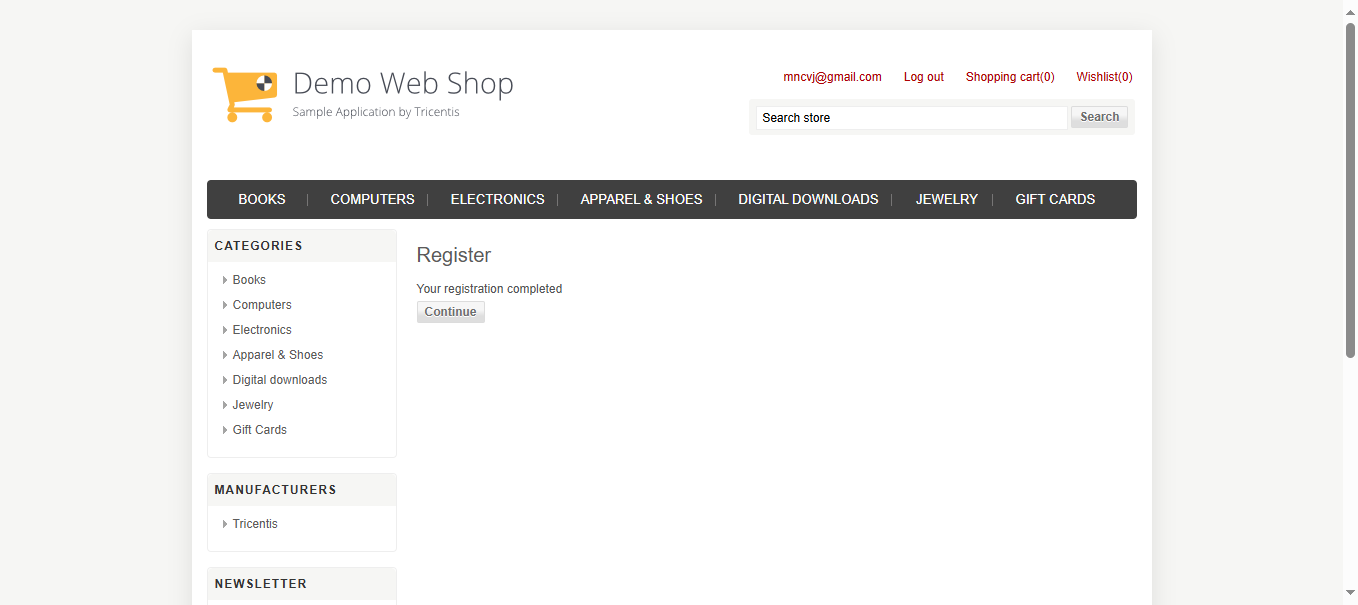 Demo Web Shop
Sample Application by Tricentis
mncvj@gmail.com Log out Shopping cart(0) Wishlist(0)
Search store Search
BOOKS COMPUTERS ELECTRONICS APPAREL & SHOES DIGITAL DOWNLOADS JEWELRY GIFT CARDS
CATEGORIES
Books
Computers
Electronics
Apparel & Shoes
Digital downloads
Jewelry
Gift Cards
MANUFACTURERS
Tricentis
NEWSLETTER
Register
Your registration completed
Continue